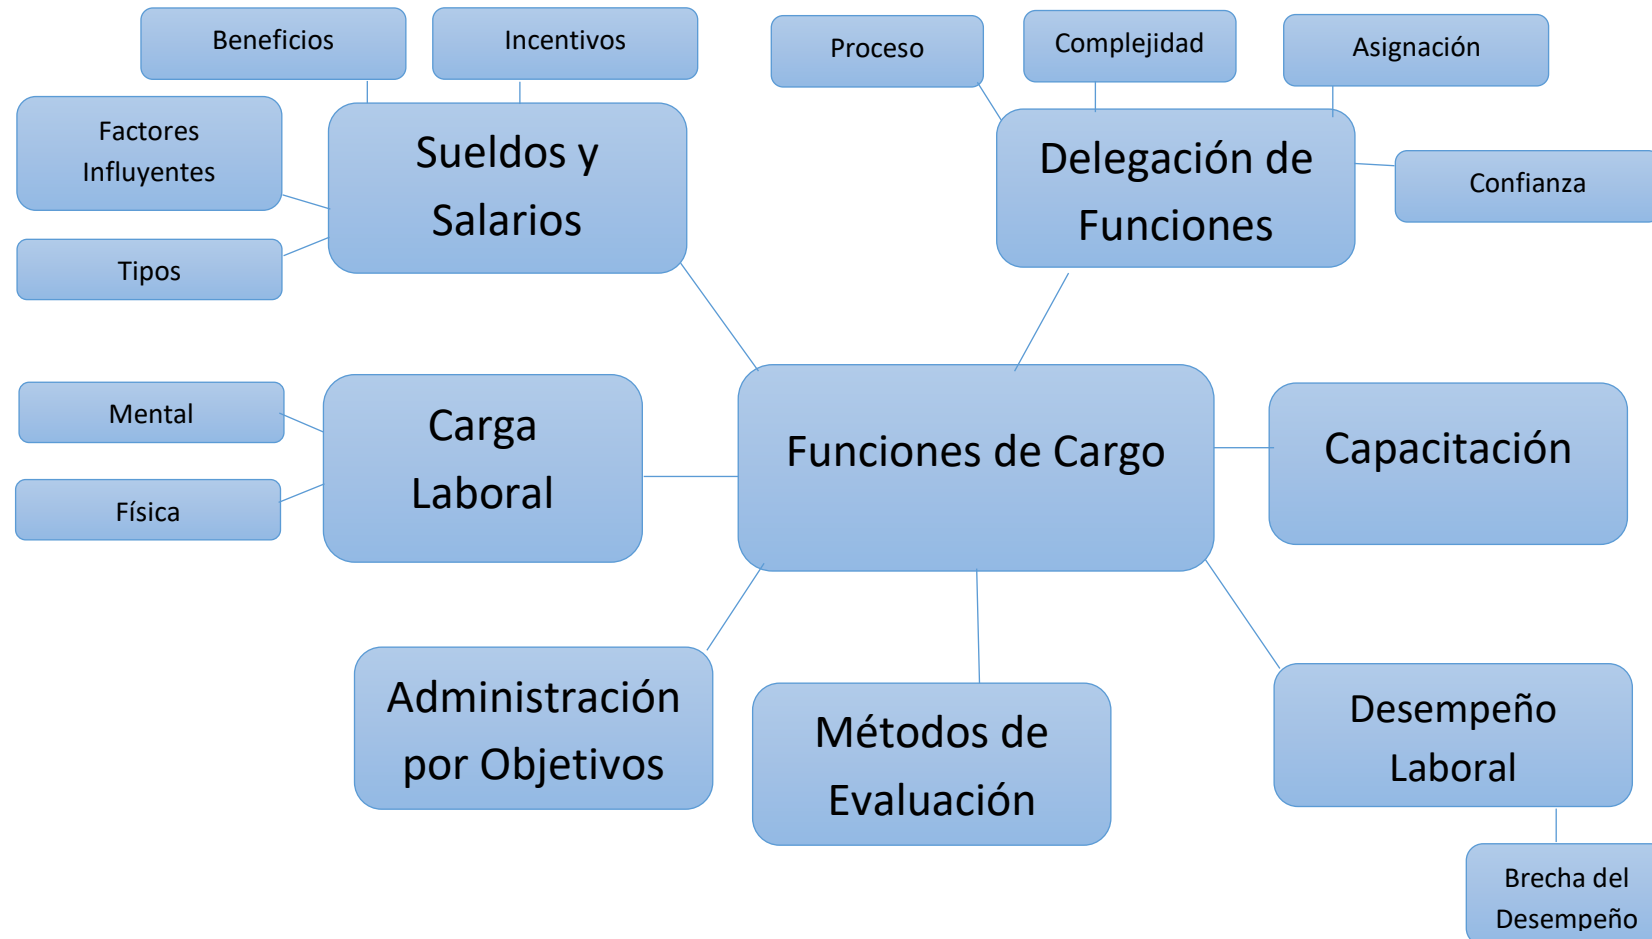 Beneficios
Incentivos
Proceso
Complejidad
Asignación
Factores
Influyentes
Sueldos y
Salarios
Delegación de
Funciones
Confianza
Tipos
Mental
Carga
Laboral
Física
Funciones de Cargo
Capacitación
Administración
por Objetivos
Métodos de
Evaluación
Desempeño
Laboral
Brecha del
Desempeño